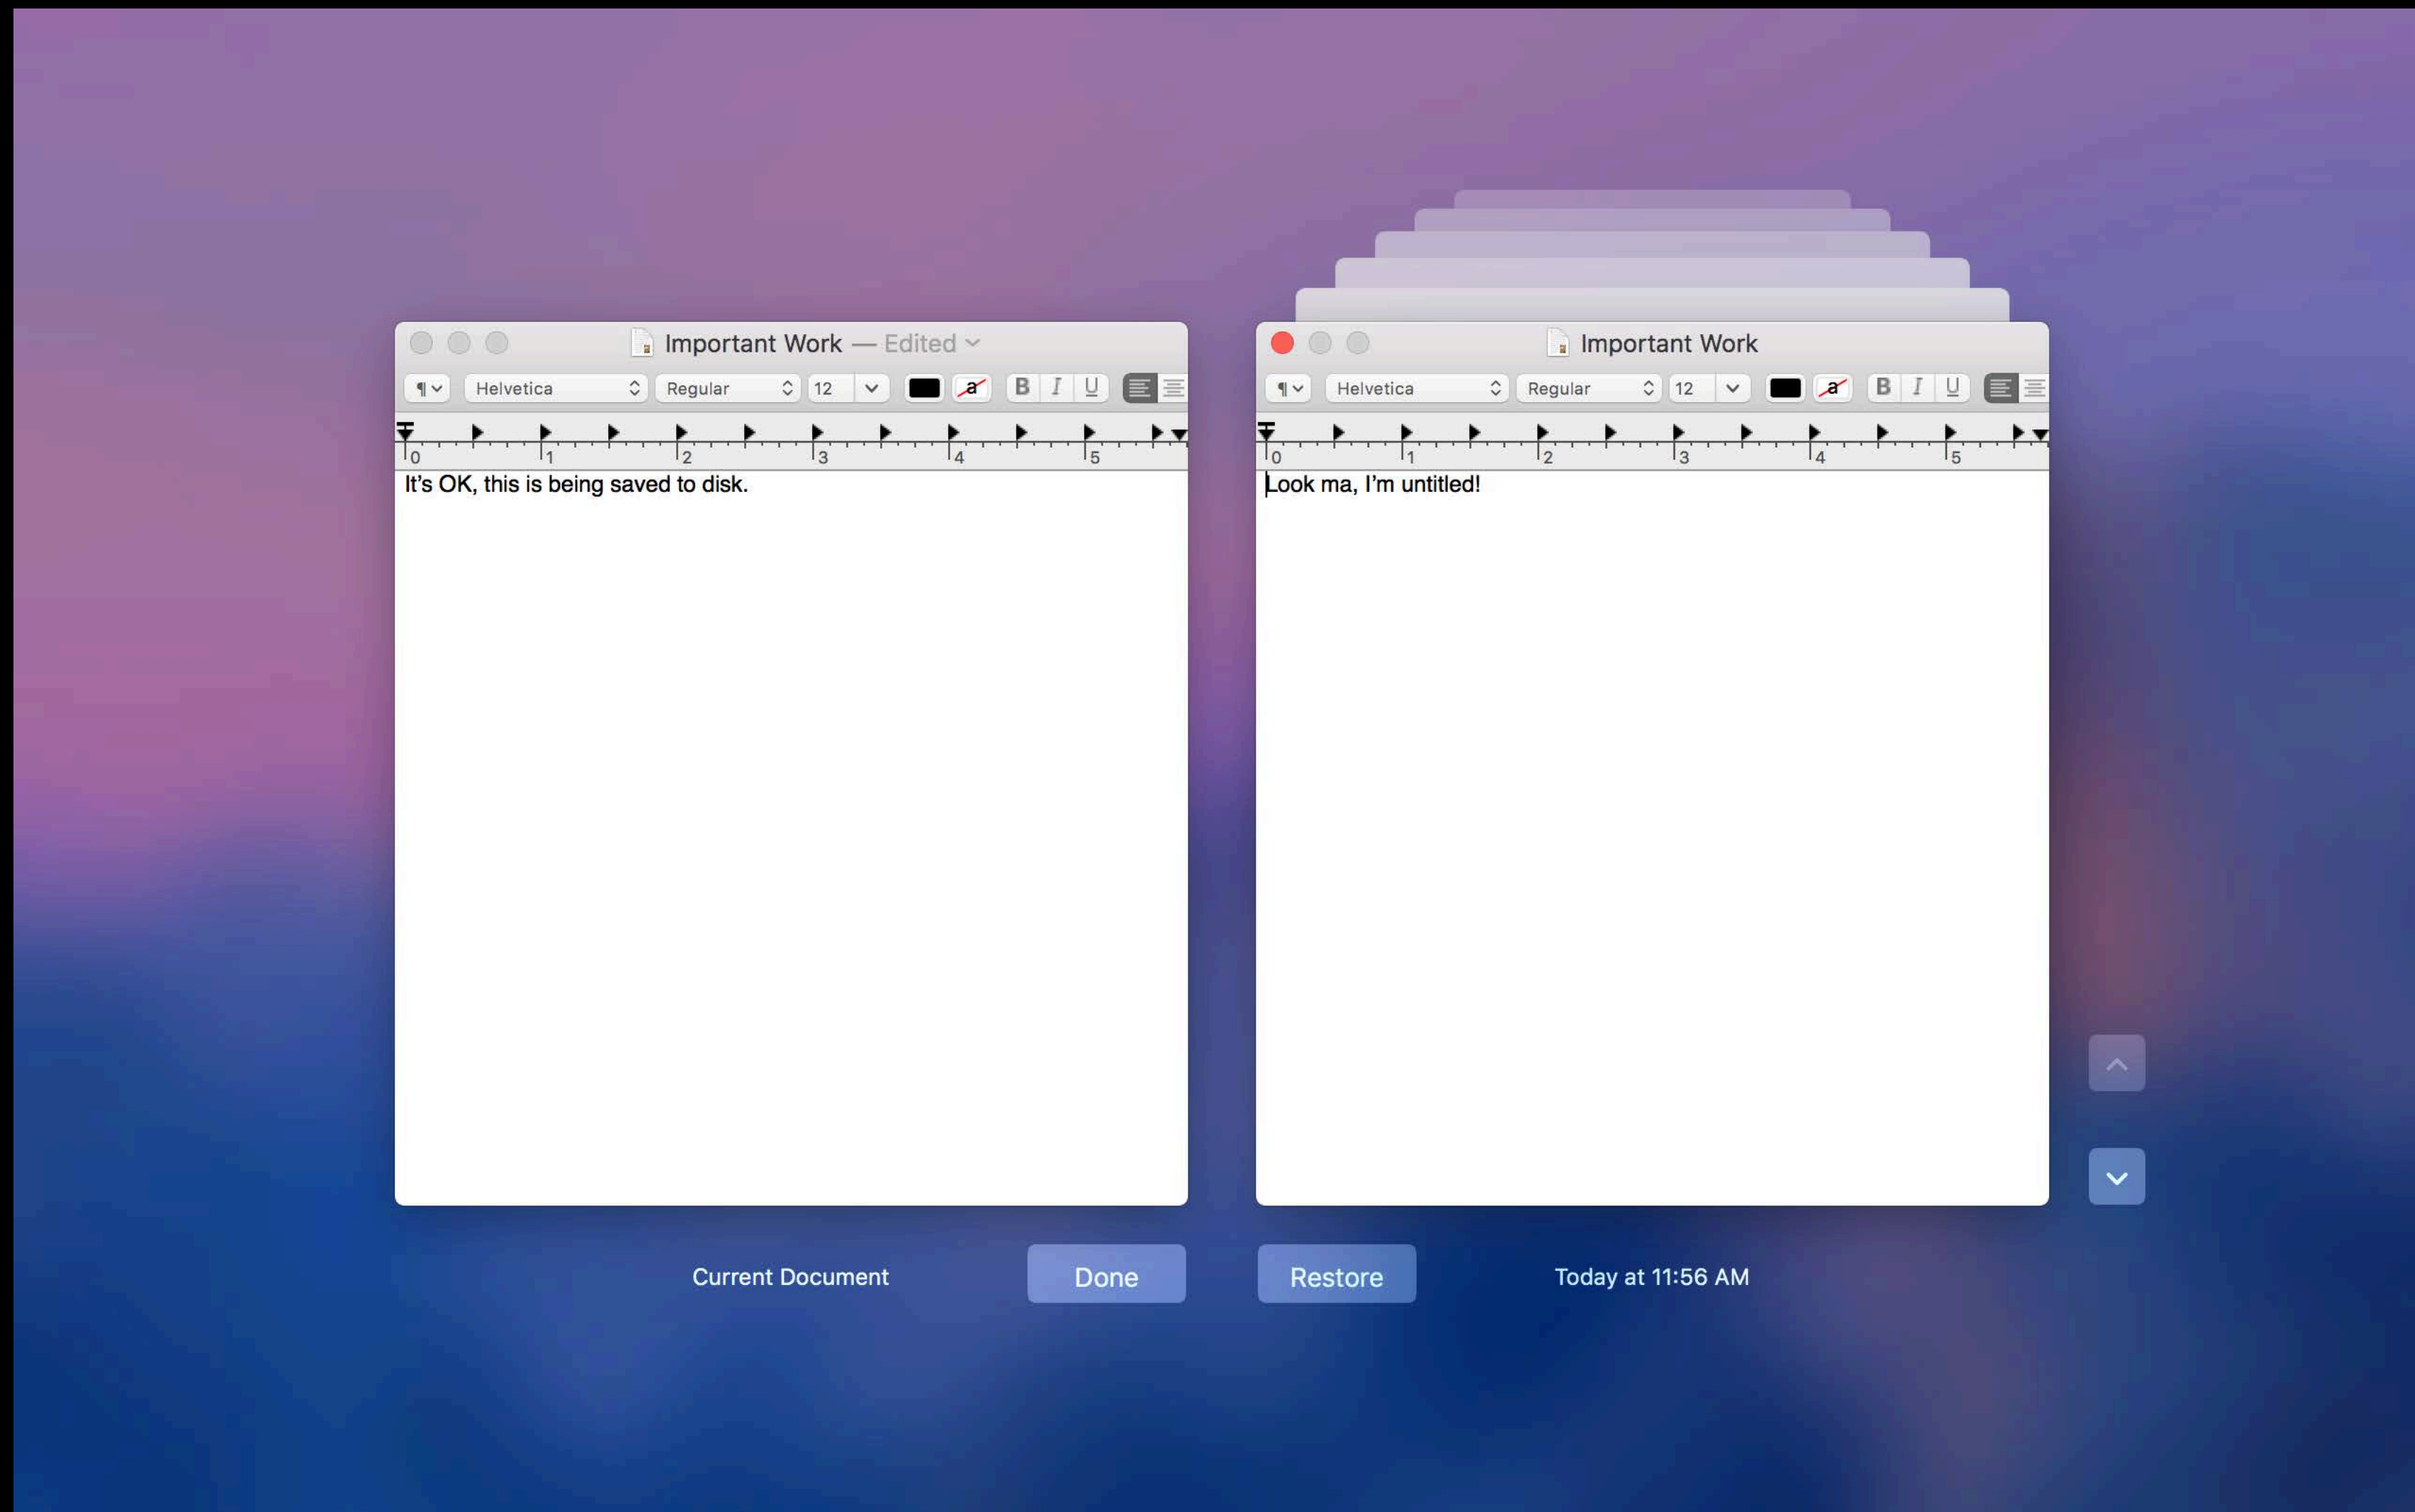 Important Work — Edited
Helvetica Regular 12 a B I U
0 1 2 3 4 5
It’s OK, this is being saved to disk.
Current Document Done
Important Work
Helvetica Regular 12 a B I U
0 1 2 3 4 5
Look ma, I’m untitled!
Restore Today at 11:56 AM